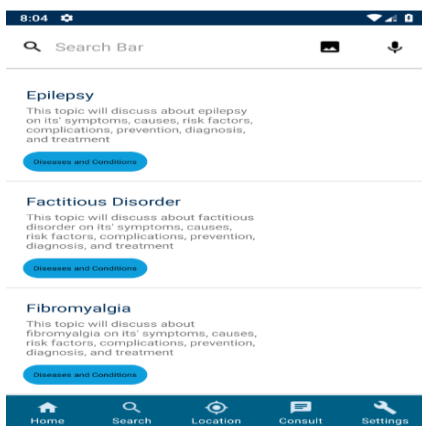 8:04
Search Bar
Epilepsy
This topic will discuss about epilepsy
on its' symptoms, causes, risk factors,
complications, prevention, diagnosis,
and treatment
Diseases and Conditions
Factitious Disorder
This topic will discuss about factitious
disorder on its' symptoms, causes,
risk factors, complications, prevention,
diagnosis, and treatment
Diseases and Conditions
Fibromyalgia
This topic will discuss about
fibromyalgia on its' symptoms, causes,
risk factors, complications, prevention,
diagnosis, and treatment
Diseases and Conditions
Home Search Location Consult Settings